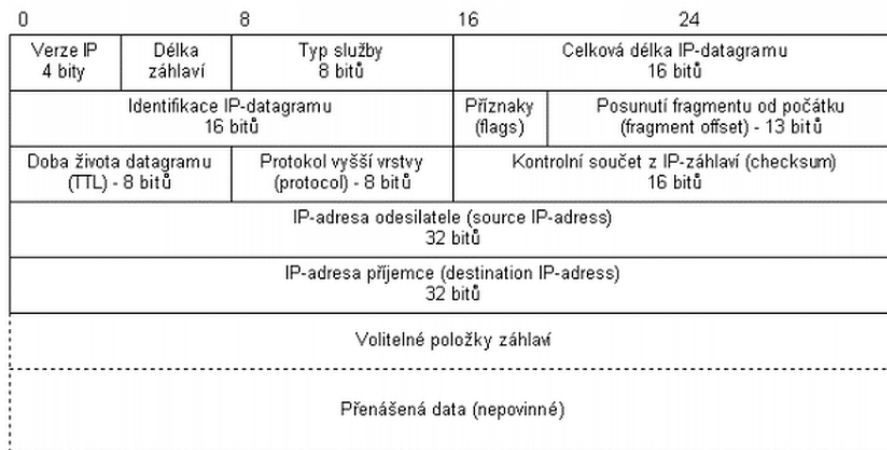 0 8 16 24
Verze IP
4 bity
Délka
záhlaví
Typ služby
8 bitů
Celková délka IP-datagramu
16 bitů
Identifikace IP-datagramu
16 bitů
Příznaky
(flags)
Posunutí fragmentu od počátku
(fragment offset) - 13 bitů
Doba života datagramu
(TTL) - 8 bitů
Protokol vyšší vrstvy
(protocol) - 8 bitů
Kontrolní součet z IP-záhlaví (checksum)
16 bitů
IP-adresa odesilatele (source IP-adress)
32 bitů
IP-adresa příjemce (destination IP-adress)
32 bitů
Volitelné položky záhlaví
Přenášená data (nepovinné)